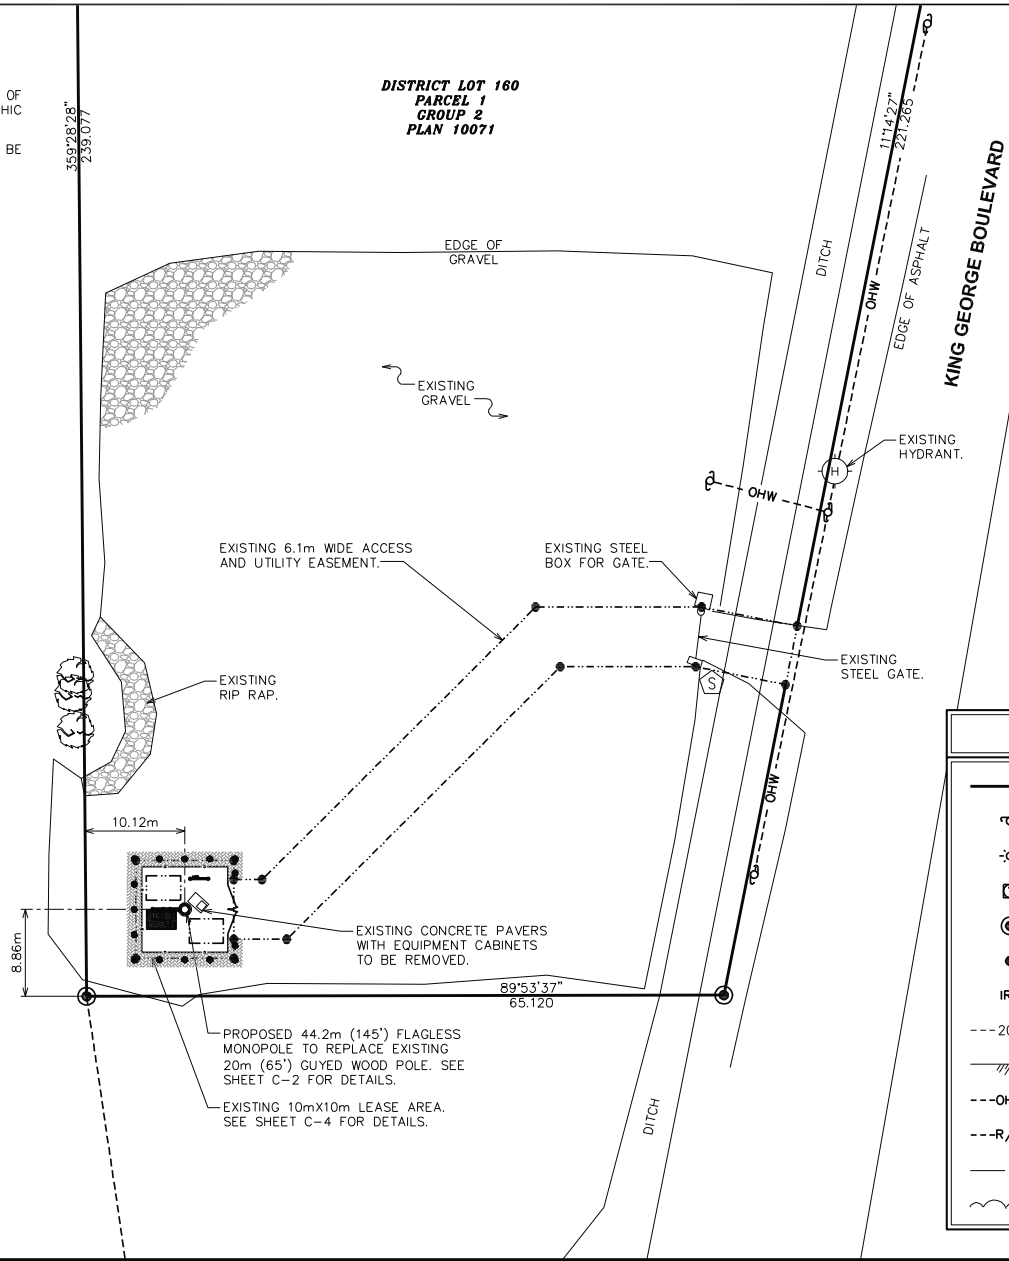 OF
HIC
BE
DISTRICT LOT 160
PARCEL 1
GROUP 2
PLAN 10071
359°28'28"
239.077
11°14'27"
221.265
KING GEORGE BOULEVARD
EDGE OF
GRAVEL
DITCH
OHW
EDGE OF ASPHALT
EXISTING
GRAVEL
EXISTING
HYDRANT.
H
OHW
EXISTING 6.1m WIDE ACCESS
AND UTILITY EASEMENT.
EXISTING STEEL
BOX FOR GATE.
EXISTING
STEEL GATE.
S
EXISTING
RIP RAP.
OHW
10.12m
8.86m
EXISTING CONCRETE PAVERS
WITH EQUIPMENT CABINETS
TO BE REMOVED.
89°53'37"
65.120
PROPOSED 44.2m (145') FLAGLESS
MONOPOLE TO REPLACE EXISTING
20m (65') GUYED WOOD POLE. SEE
SHEET C-2 FOR DETAILS.
EXISTING 10mX10m LEASE AREA.
SEE SHEET C-4 FOR DETAILS.
DITCH
IR
20
OH
R/